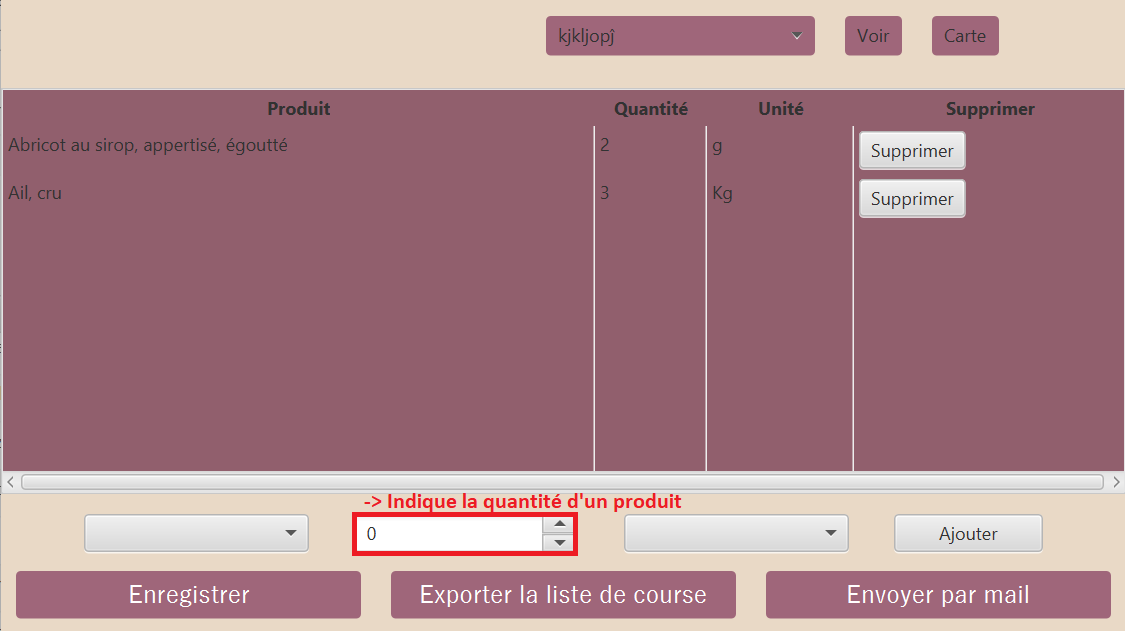 kjkljopĵ Voir Carte
Produit Quantité Unité Supprimer
Abricot au sirop, appertisé, égoutté 2 g Supprimer
Ail, cru 3 Kg Supprimer
-> Indique la quantité d'un produit
0 Ajouter
Enregistrer Exporter la liste de course Envoyer par mail